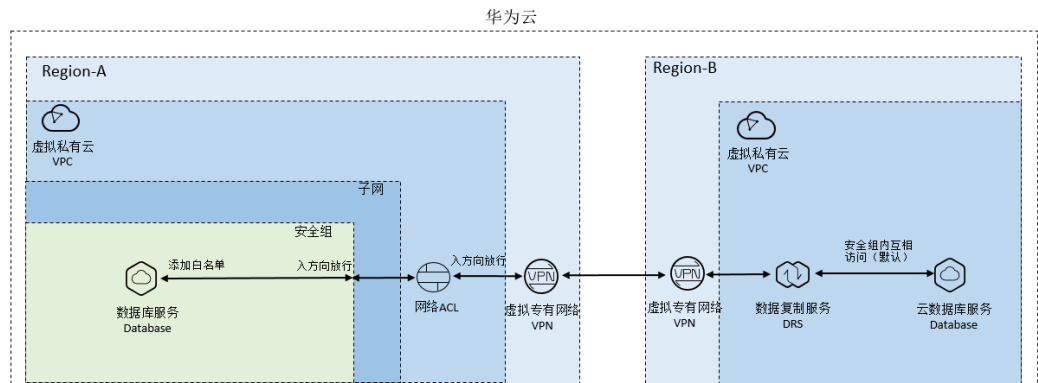 华为云
Region-A
Region-B
虚拟私有云
VPC
虚拟私有云
VPC
子网
安全组
添加白名单
入方向放行
入方向放行
安全组内互相
访问（默认）
数据库服务
Database
网络ACL
虚拟专有网络
VPN
VPN
虚拟专有网络
VPN
VPN
数据复制服务
DRS
云数据库服务
Database